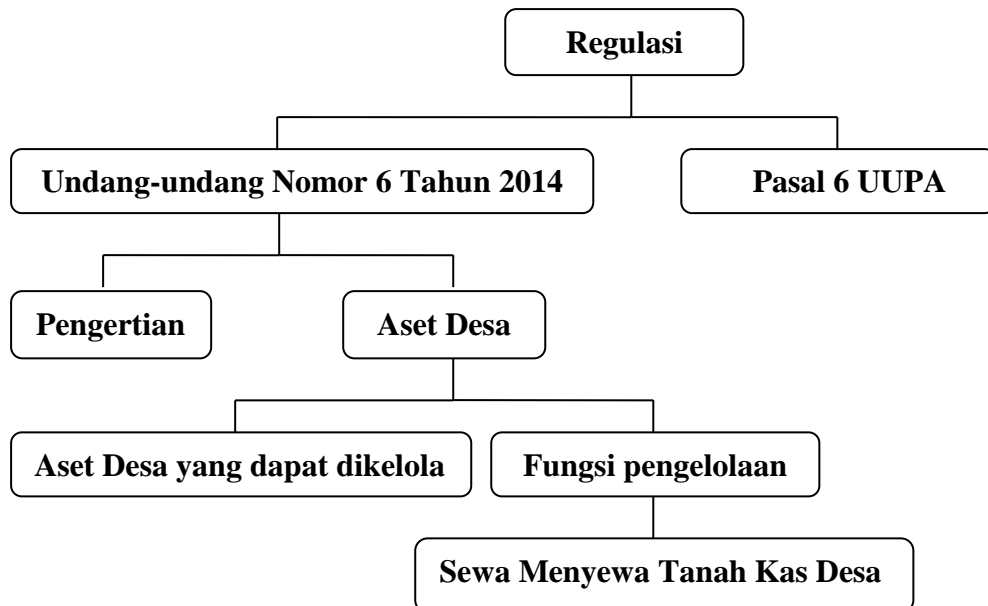 Regulasi
Undang-undang Nomor 6 Tahun 2014
Pasal 6 UUPA
Pengertian
Aset Desa
Aset Desa yang dapat dikelola
Fungsi pengelolaan
Sewa Menyewa Tanah Kas Desa